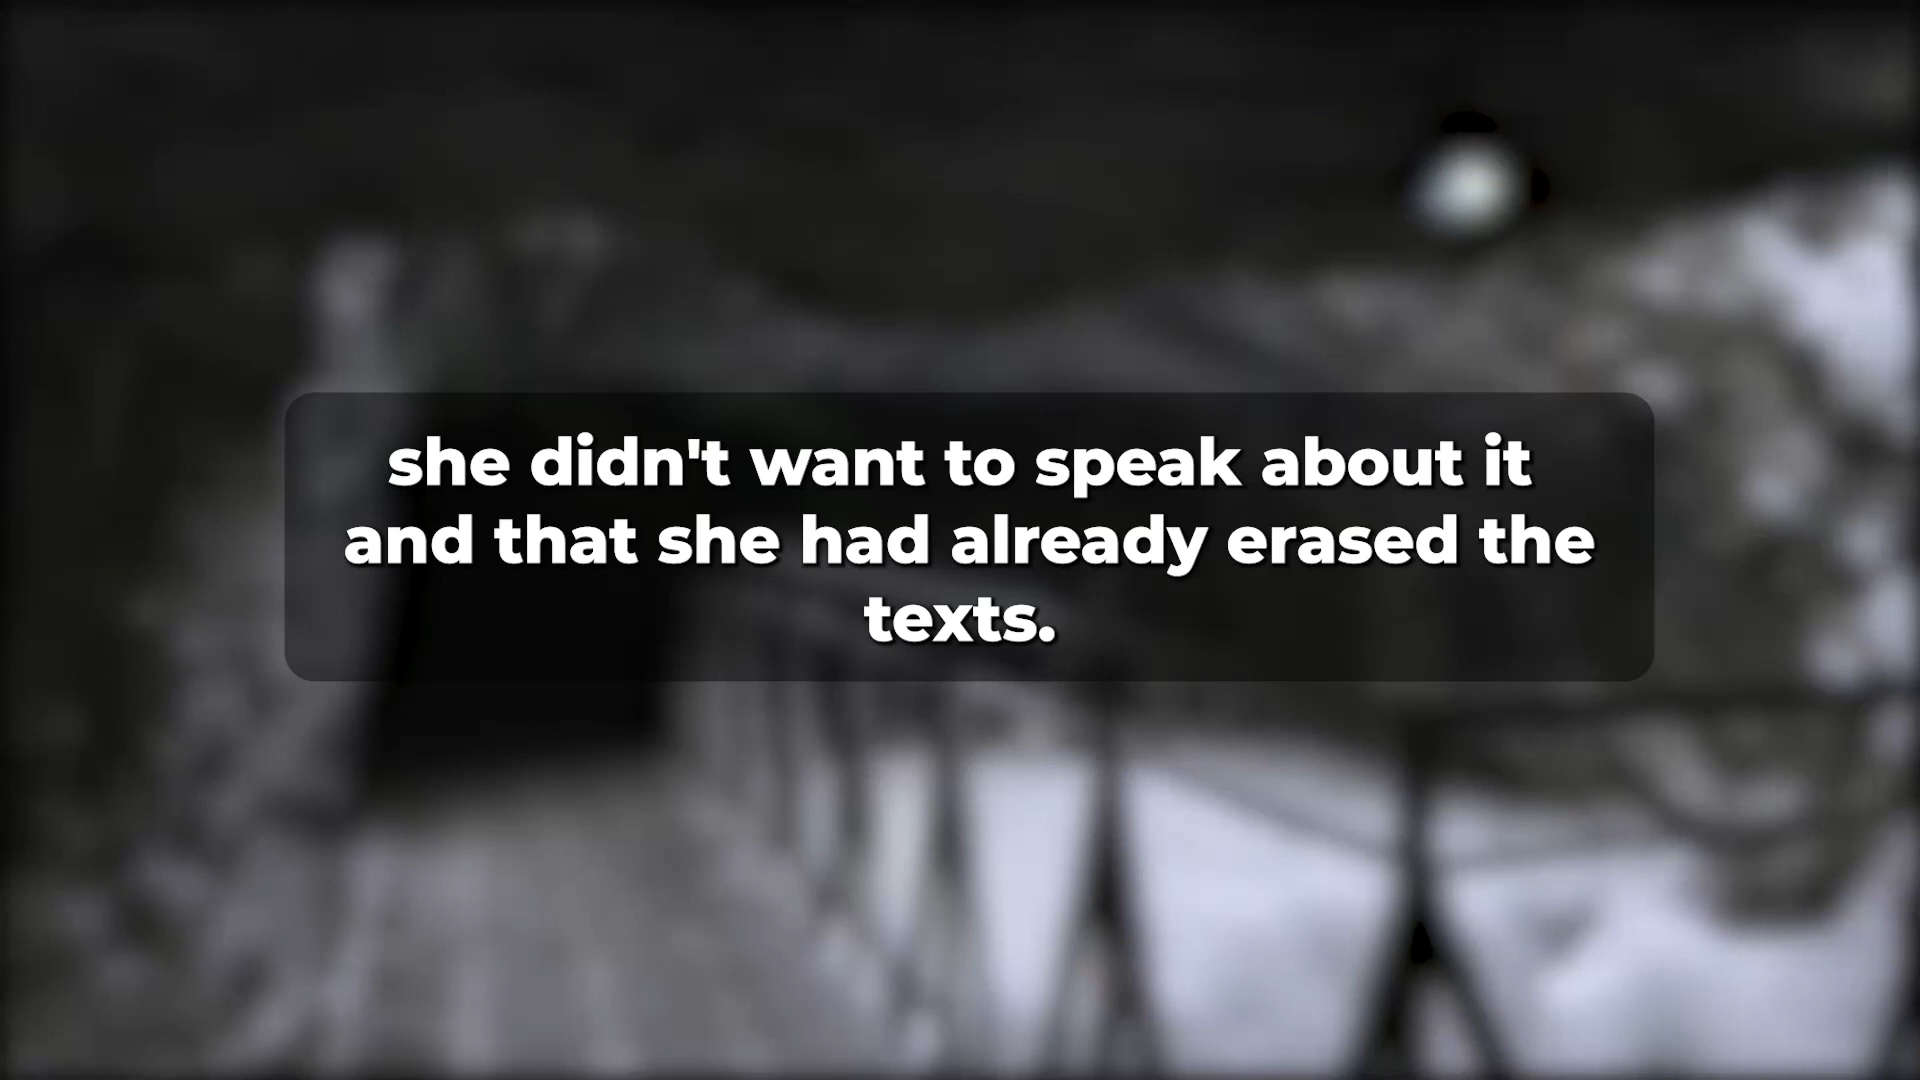 she didn't want to speak about it
and that she had already erased the
texts.